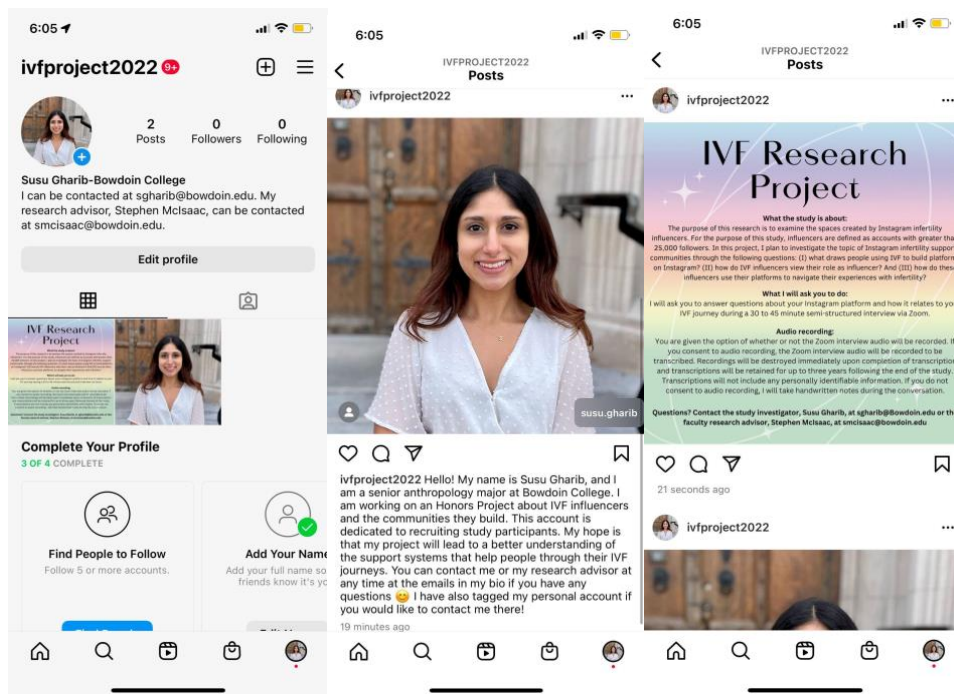 6:05
ivfproject2022 9+
2
Posts
0
Followers
0
Following
Susu Gharib-Bowdoin College
I can be contacted at sgharib@bowdoin.edu. My
research advisor, Stephen McIsaac, can be contacted
at smcisaac@bowdoin.edu.
Edit profile
IVF Research
Project
Complete Your Profile
3 OF 4 COMPLETE
Find People to Follow
Follow 5 or more accounts.
Add Your Name
Add your full name so
friends know it's yo
6:05
IVFPROJECT2022
Posts
ivfproject2022
susu.gharib
ivfproject2022 Hello! My name is Susu Gharib, and I
am a senior anthropology major at Bowdoin College. I
am working on an Honors Project about IVF influencers
and the communities they build. This account is
dedicated to recruiting study participants. My hope is
that my project will lead to a better understanding of
the support systems that help people through their IVF
journeys. You can contact me or my research advisor at
any time at the emails in my bio if you have any
questions 😊 I have also tagged my personal account if
you would like to contact me there!
19 minutes ago
6:05
IVFPROJECT2022
Posts
ivfproject2022
IVF Research
Project
What the study is about:
The purpose of this research is to examine the spaces created by Instagram infertility
influencers. For the purpose of this study, influencers are defined as accounts with greater tha
25,000 followers. In this project, I plan to investigate the topic of Instagram infertility suppor
communities through the following questions: (I) what draws people using IVF to build platform
on Instagram? (II) how do IVF influencers view their role as influencer? And (III) how do these
influencers use their platforms to navigate their experiences with infertility?
What I will ask you to do:
I will ask you to answer questions about your Instagram platform and how it relates to yo
IVF journey during a 30 to 45 minute semi-structured interview via Zoom.
Audio recording:
You are given the option of whether or not the Zoom interview audio will be recorded. If
you consent to audio recording, the Zoom interview audio will be recorded to be
transcribed. Recordings will be destroyed immediately upon completion of transcription
and transcriptions will be retained for up to three years following the end of the study.
Transcriptions will not include any personally identifiable information. If you do not
consent to audio recording, I will take handwritten notes during the conversation.
Questions? Contact the study investigator, Susu Gharib, at sgharib@Bowdoin.edu or th
faculty research advisor, Stephen McIsaac, at smcisaac@bowdoin.edu
21 seconds ago
ivfproject2022